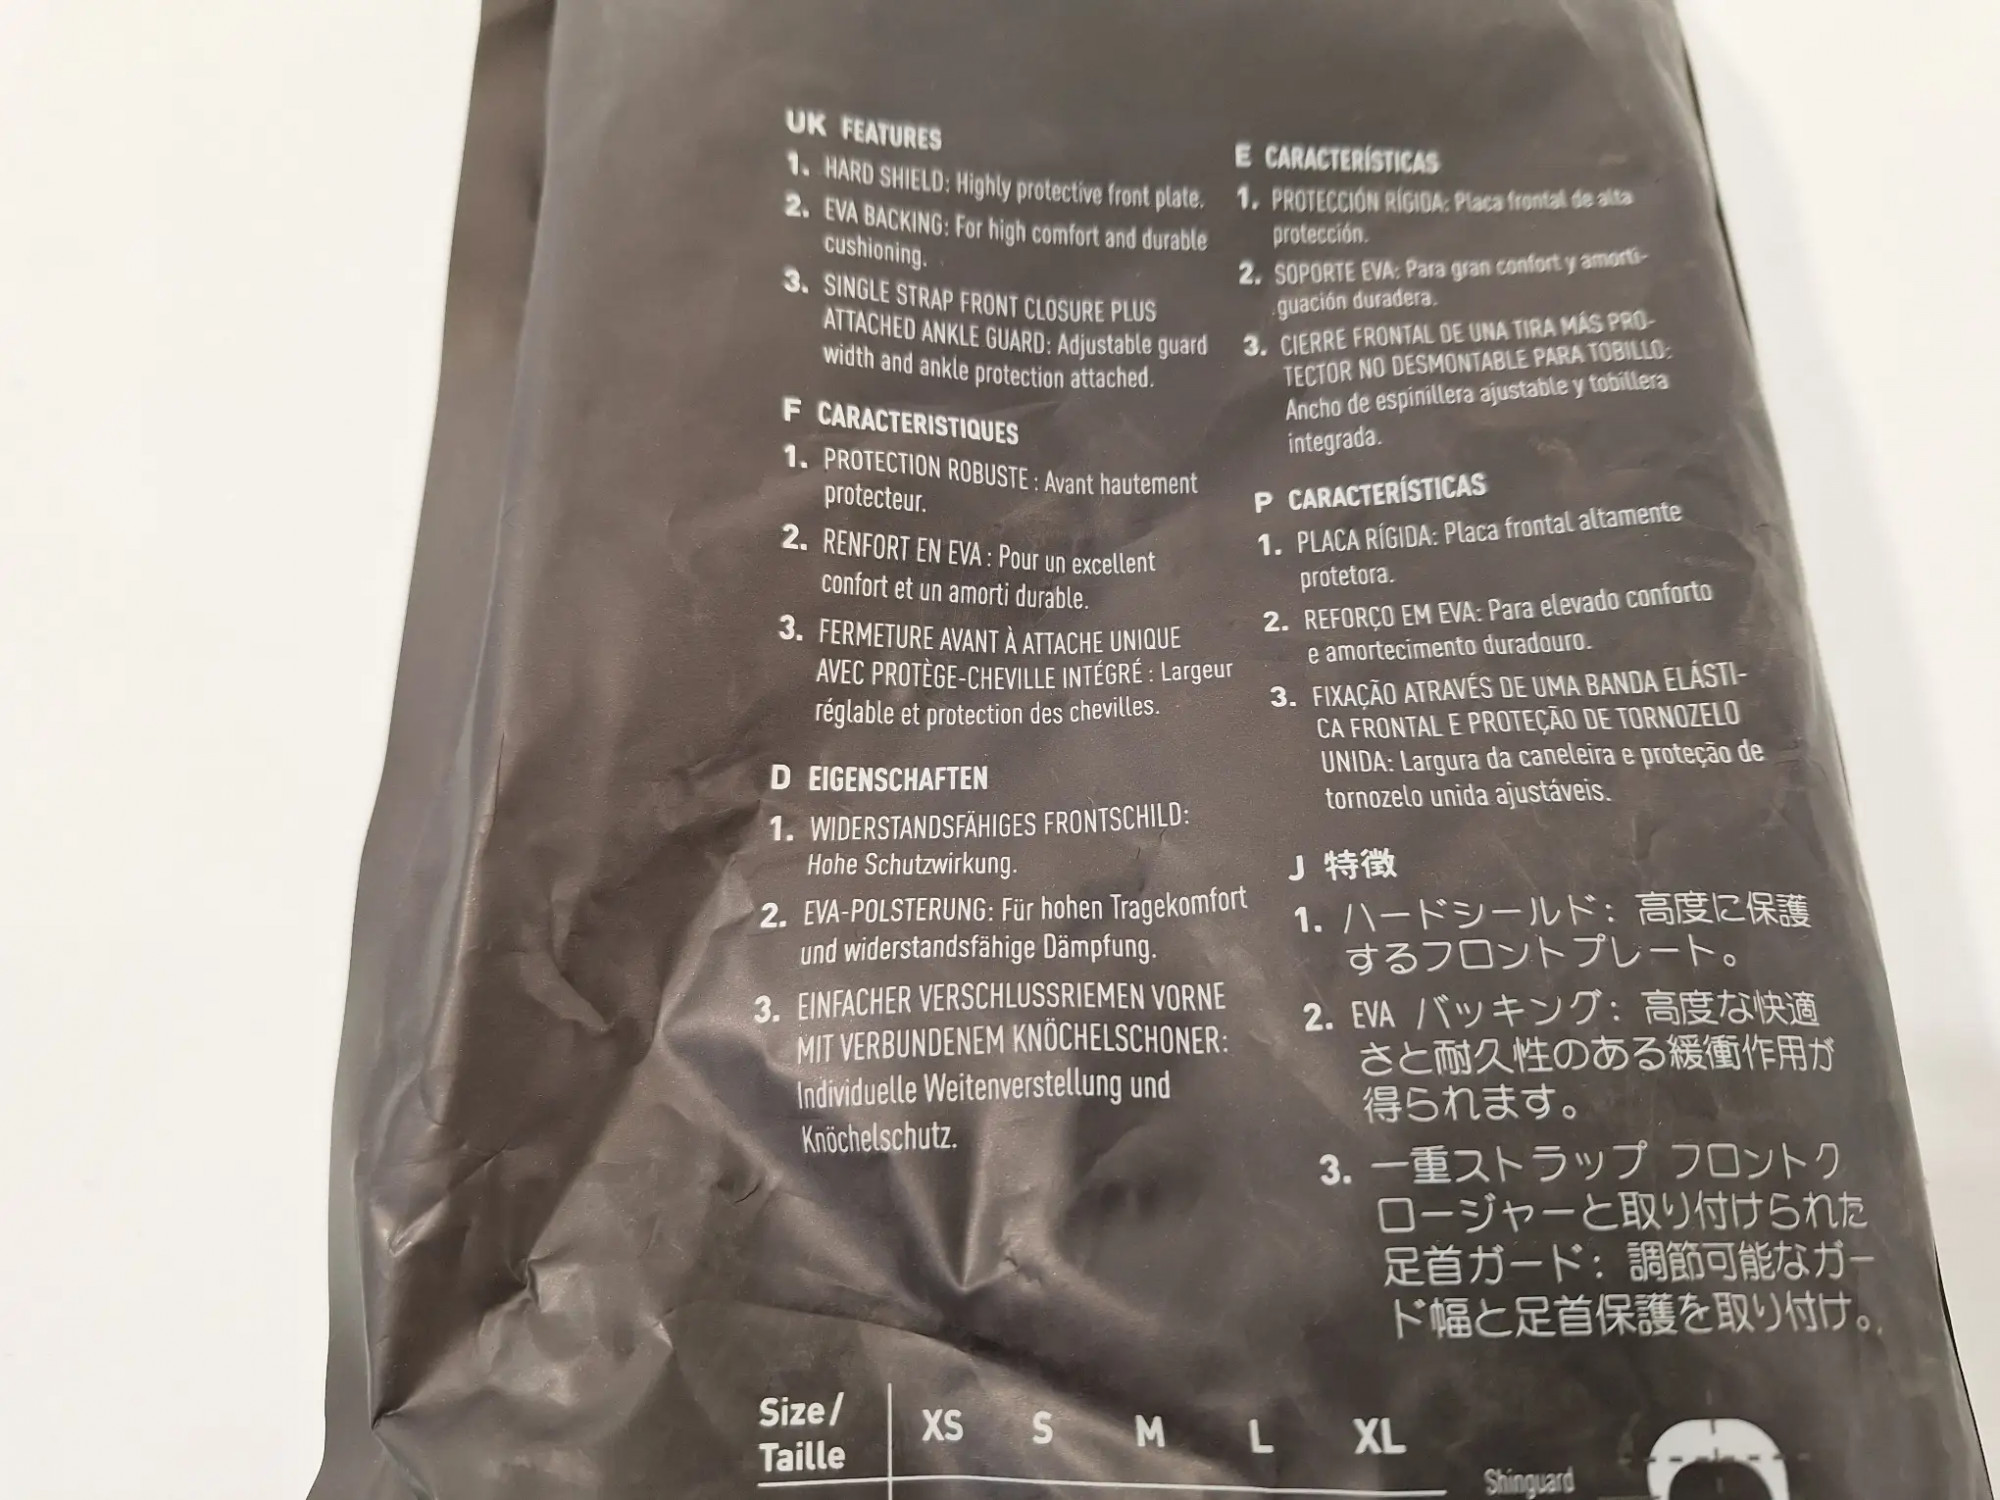 UK FEATURES
1. HARD SHIELD: Highly protective front plate.
2. EVA BACKING: For high comfort and durable
cushioning.
3. SINGLE STRAP FRONT CLOSURE PLUS
ATTACHED ANKLE GUARD: Adjustable guard
width and ankle protection attached.
F CARACTERISTIQUES
1. PROTECTION ROBUSTE : Avant hautement
protecteur.
2. RENFORT EN EVA : Pour un excellent
confort et un amorti durable.
3. FERMETURE AVANT À ATTACHE UNIQUE
AVEC PROTÈGE-CHEVILLE INTÉGRÉ : Largeur
réglable et protection des chevilles.
D EIGENSCHAFTEN
1. WIDERSTANDSFÄHIGES FRONTSCHILD:
Hohe Schutzwirkung.
2. EVA-POLSTERUNG: Für hohen Tragekomfort
und widerstandsfähige Dämpfung.
3. EINFACHER VERSCHLUSSRIEMEN VORNE
MIT VERBUNDENEM KNÖCHELSCHONER:
Individuelle Weitenverstellung und
Knöchelschutz.
E CARACTERÍSTICAS
1. PROTECCIÓN RÍGIDA: Placa frontal de alta
protección.
2. SOPORTE EVA: Para gran confort y amorti-
guación duradera.
3. CIERRE FRONTAL DE UNA TIRA MÁS PRO-
TECTOR NO DESMONTABLE PARA TOBILLO:
Ancho de espinillera ajustable y tobillera
integrada.
P CARACTERÍSTICAS
1. PLACA RÍGIDA: Placa frontal altamente
protetora.
2. REFORÇO EM EVA: Para elevado conforto
e amortecimento duradouro.
3. FIXAÇÃO ATRAVÉS DE UMA BANDA ELÁSTI-
CA FRONTAL E PROTEÇÃO DE TORNOZELO
UNIDA: Largura da caneleira e proteção de
tornozelo unida ajustáveis.
J 特徴
1. ハードシールド： 高度に保護
するフロントプレート。
2. EVA バッキング： 高度な快適
さと耐久性のある緩衝作用が
得られます。
3. 一重ストラップ フロントク
ロージャーと取り付けられた
足首ガード： 調節可能なガー
ド幅と足首保護を取り付け。
Size/
Taille
XS S M L XL
Shinguard